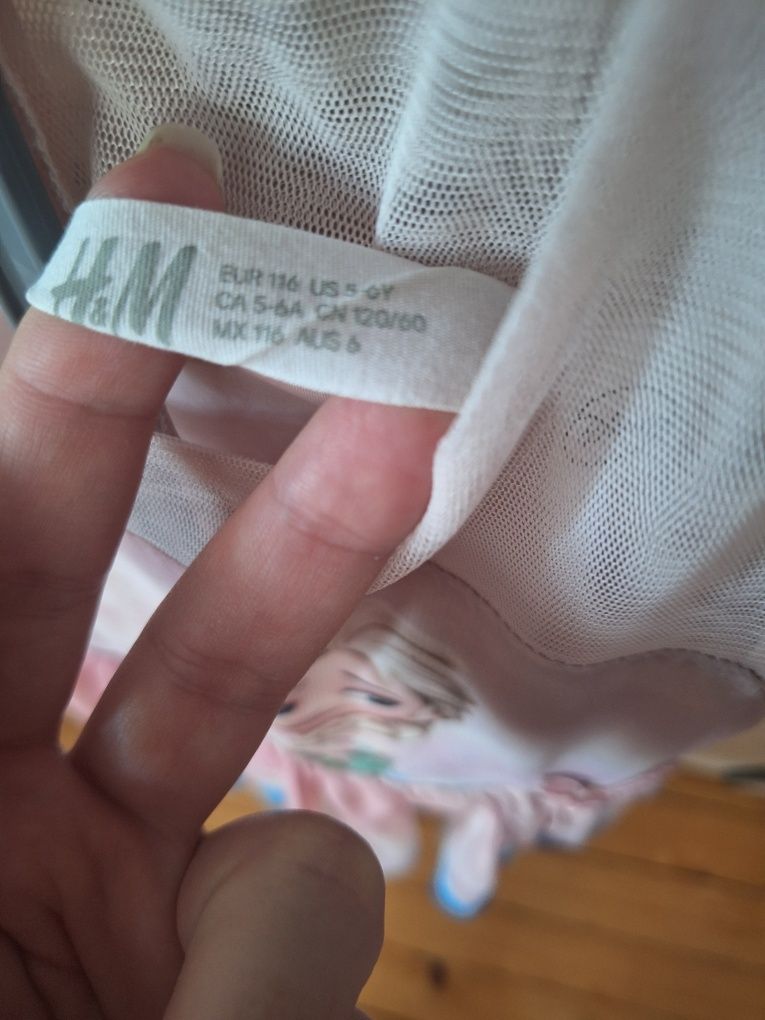 H&M
EUR 116 US 5-6Y
CA 5-6A CN 120/60
MX 116 AUS 6